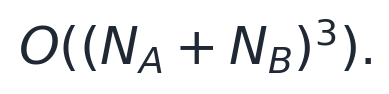 $O((N_A + N_B)^3).$